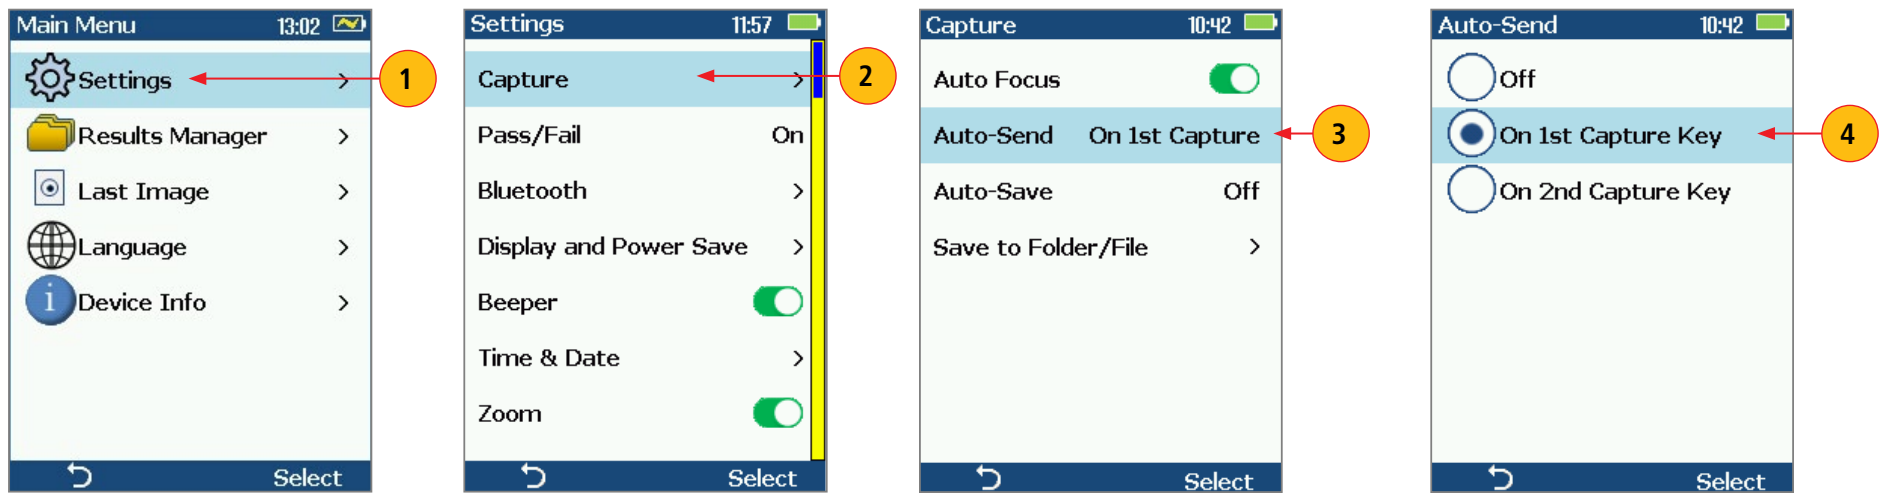 Main Menu 13:02
Settings >
1
Results Manager >
Last Image >
Language >
i Device Info >
Select
Settings 11:57
Capture >
2
Pass/Fail On
Bluetooth >
Display and Power Save >
Beeper
Time & Date >
Zoom
Select
Capture 10:42
Auto Focus
Auto-Send On 1st Capture
3
Auto-Save Off
Save to Folder/File >
Select
Auto-Send 10:42
Off
On 1st Capture Key
4
On 2nd Capture Key
Select